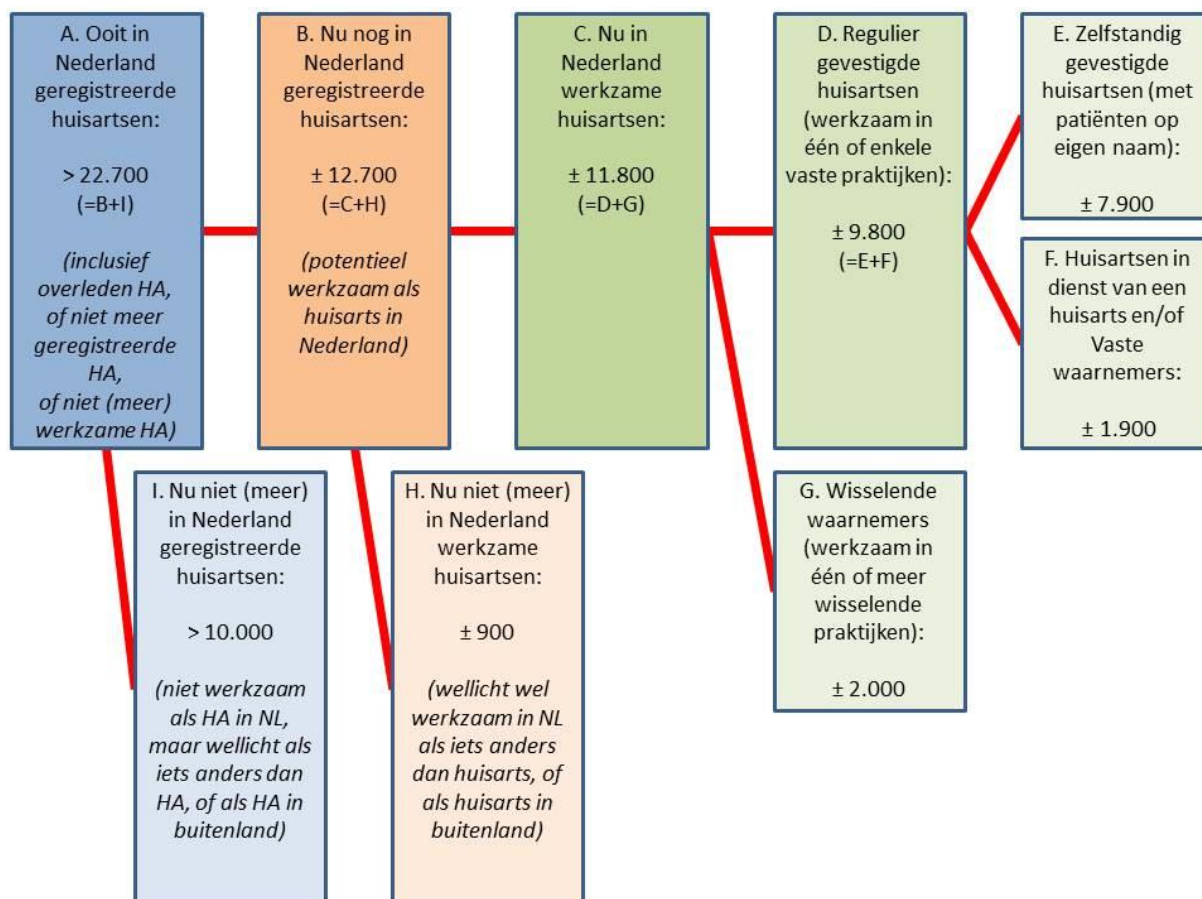 A. Ooit in
Nederland
geregistreerde
huisartsen:
> 22.700
(=B+I)
(inclusief
overleden HA,
of niet meer
geregistreerde
HA,
of niet (meer)
werkzame HA)
B. Nu nog in
Nederland
geregistreerde
huisartsen:
± 12.700
(=C+H)
(potentieel
werkzaam als
huisarts in
Nederland)
C. Nu in
Nederland
werkzame
huisartsen:
± 11.800
(=D+G)
D. Regulier
gevestigde
huisartsen
(werkzaam in
één of enkele
vaste praktijken):
± 9.800
(=E+F)
E. Zelfstandig
gevestigde
huisartsen (met
patiënten op
eigen naam):
± 7.900
F. Huisartsen in
dienst van een
huisarts en/of
Vaste
waarnemers:
± 1.900
I. Nu niet (meer)
in Nederland
geregistreerde
huisartsen:
> 10.000
(niet werkzaam
als HA in NL,
maar wellicht als
iets anders dan
HA, of als HA in
buitenland)
H. Nu niet (meer)
in Nederland
werkzame
huisartsen:
± 900
(wellicht wel
werkzaam in NL
als iets anders
dan huisarts, of
als huisarts in
buitenland)
G. Wisselende
waarnemers
(werkzaam in
één of meer
wisselende
praktijken):
± 2.000